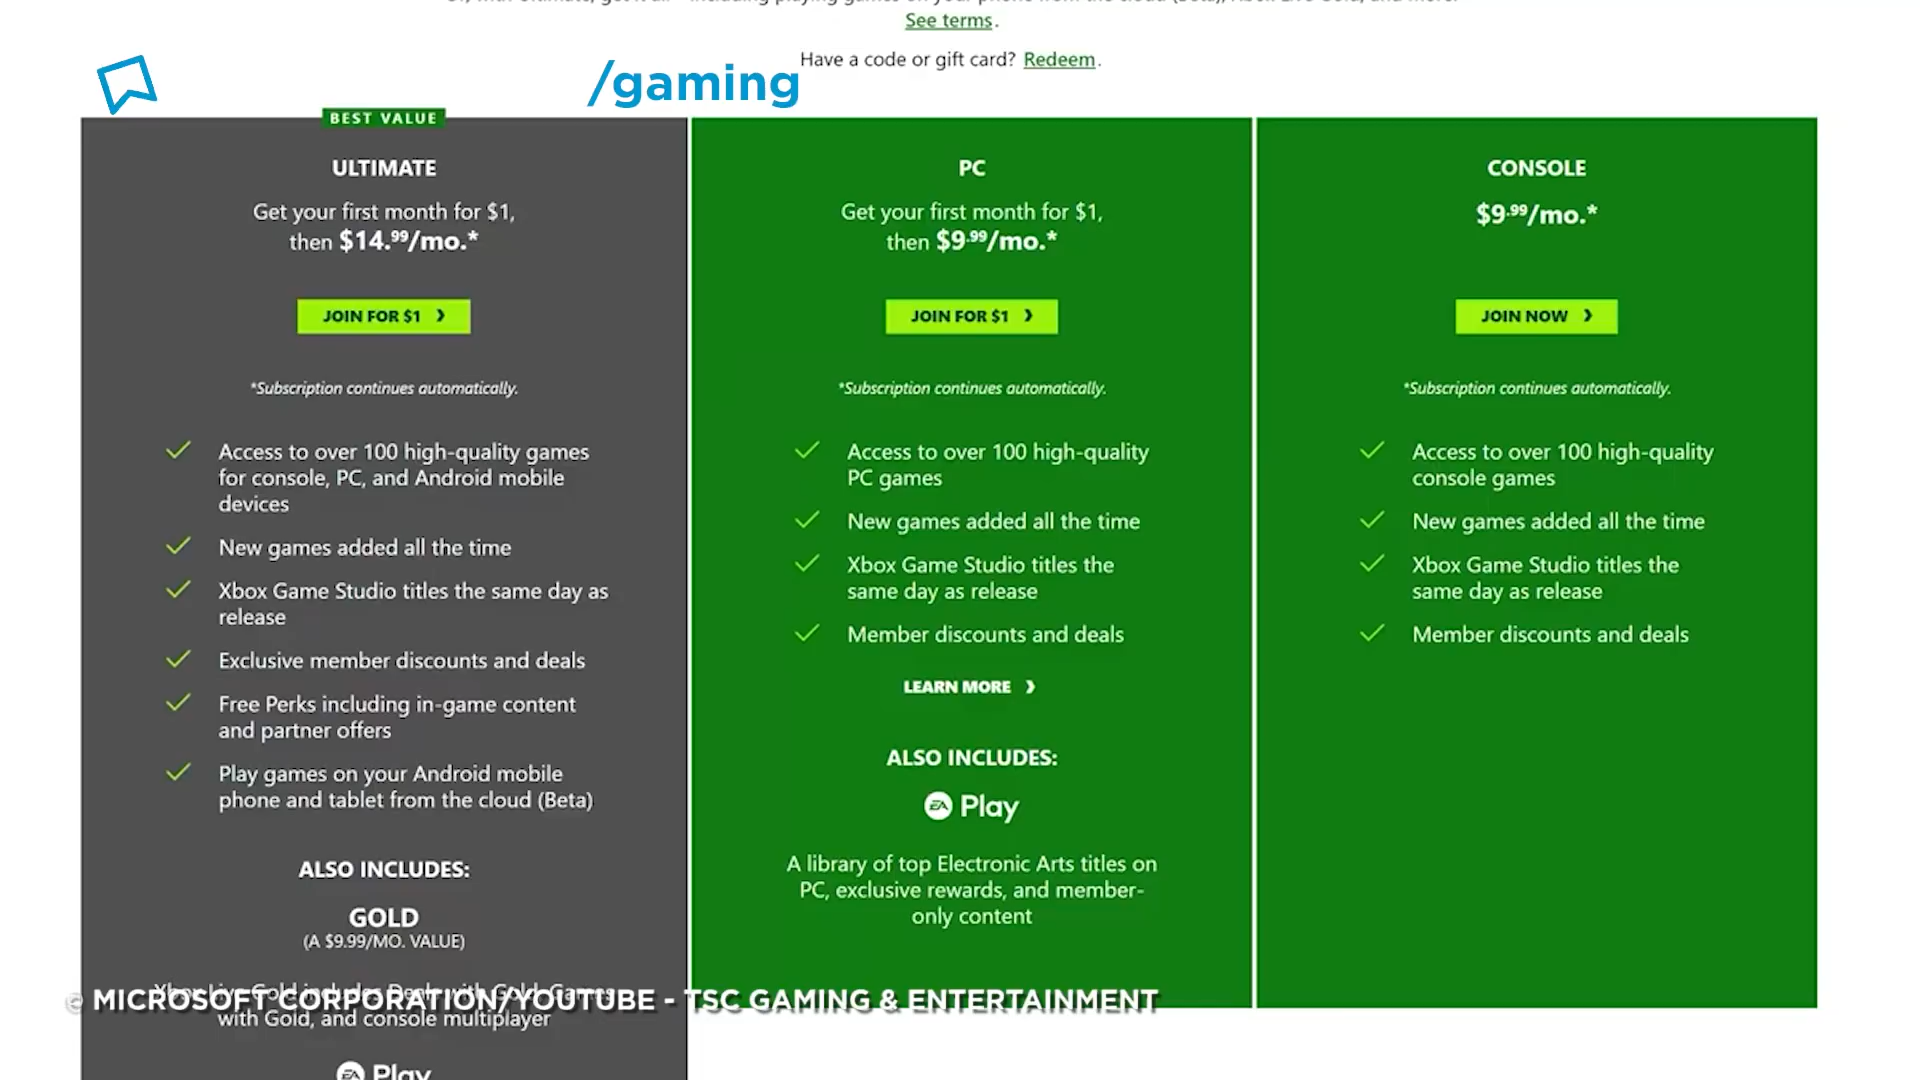 See terms.
Have a code or gift card? Redeem.
/gaming
BEST VALUE
ULTIMATE
Get your first month for $1,
then $14.99/mo.*
JOIN FOR $1
*Subscription continues automatically.
Access to over 100 high-quality games
for console, PC, and Android mobile
devices
New games added all the time
Xbox Game Studio titles the same day as
release
Exclusive member discounts and deals
Free Perks including in-game content
and partner offers
Play games on your Android mobile
phone and tablet from the cloud (Beta)
ALSO INCLUDES:
GOLD
(A $9.99/MO. VALUE)
Xbox Live Gold includes Deals with Gold, Games
with Gold, and console multiplayer
EA Play
PC
Get your first month for $1,
then $9.99/mo.*
JOIN FOR $1
*Subscription continues automatically.
Access to over 100 high-quality
PC games
New games added all the time
Xbox Game Studio titles the
same day as release
Member discounts and deals
LEARN MORE
ALSO INCLUDES:
EA Play
A library of top Electronic Arts titles on
PC, exclusive rewards, and member-
only content
CONSOLE
$9.99/mo.*
JOIN NOW
*Subscription continues automatically.
Access to over 100 high-quality
console games
New games added all the time
Xbox Game Studio titles the
same day as release
Member discounts and deals
© MICROSOFT CORPORATION/YOUTUBE - TSC GAMING & ENTERTAINMENT